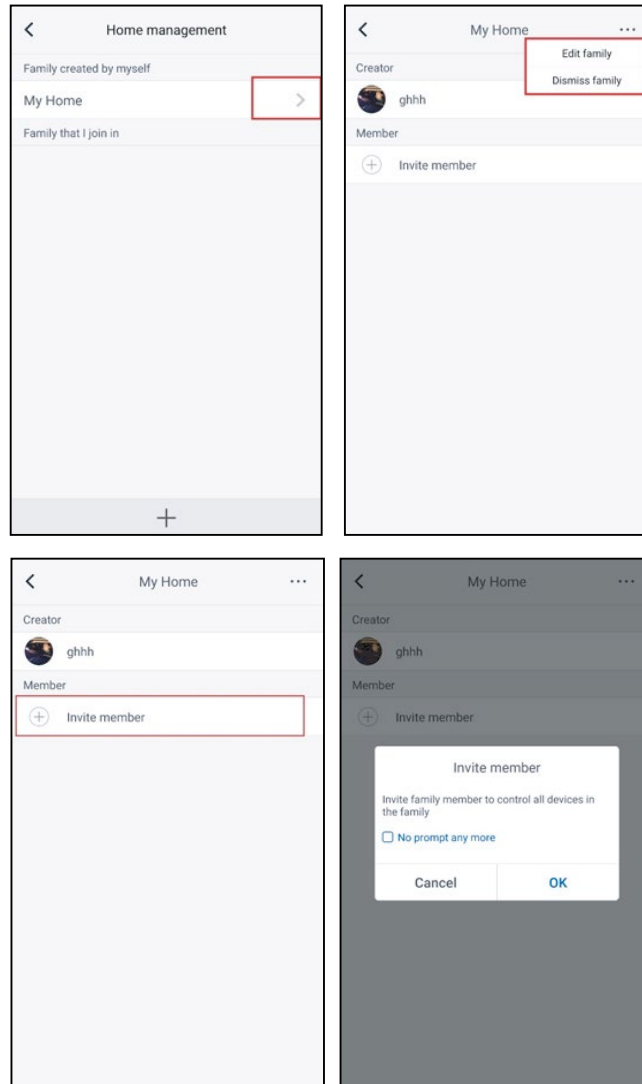 Home management
Family created by myself
My Home
Family that I join in
My Home
Edit family
Dismiss family
Creator
ghhh
Member
Invite member
My Home
Creator
ghhh
Member
Invite member
My Home
Creator
ghhh
Member
Invite member
Invite member
Invite family member to control all devices in
the family
No prompt any more
Cancel OK